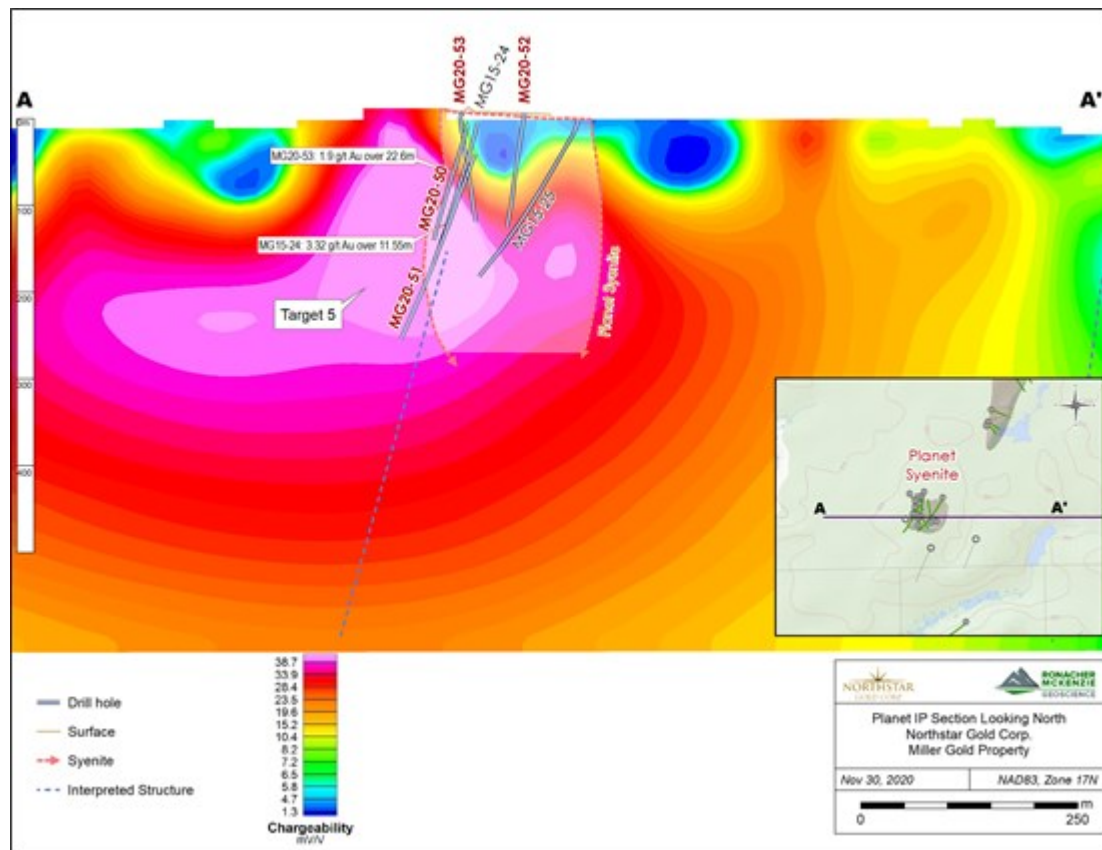 MG20-53
MG15-24
MG20-52
A
A'
0m
MG20-53: 1.9 g/t Au over 22.6m
MG20-50
100
MG15-25
MG15-24: 3.32 g/t Au over 11.55m
MG20-51
Planet Syenite
200
Target 5
300
400
Planet
Syenite
A
A'
38.7
33.9
28.4
23.5
19.6
15.2
10.4
8.2
7.2
6.5
5.8
4.7
1.3
Chargeability
mV/V
Drill hole
Surface
Syenite
Interpreted Structure
NORTHSTAR
GOLD CORP.
RONACHER
MCKENZIE
GEOSCIENCE
Planet IP Section Looking North
Northstar Gold Corp.
Miller Gold Property
Nov 30, 2020
NAD83, Zone 17N
m
0
250